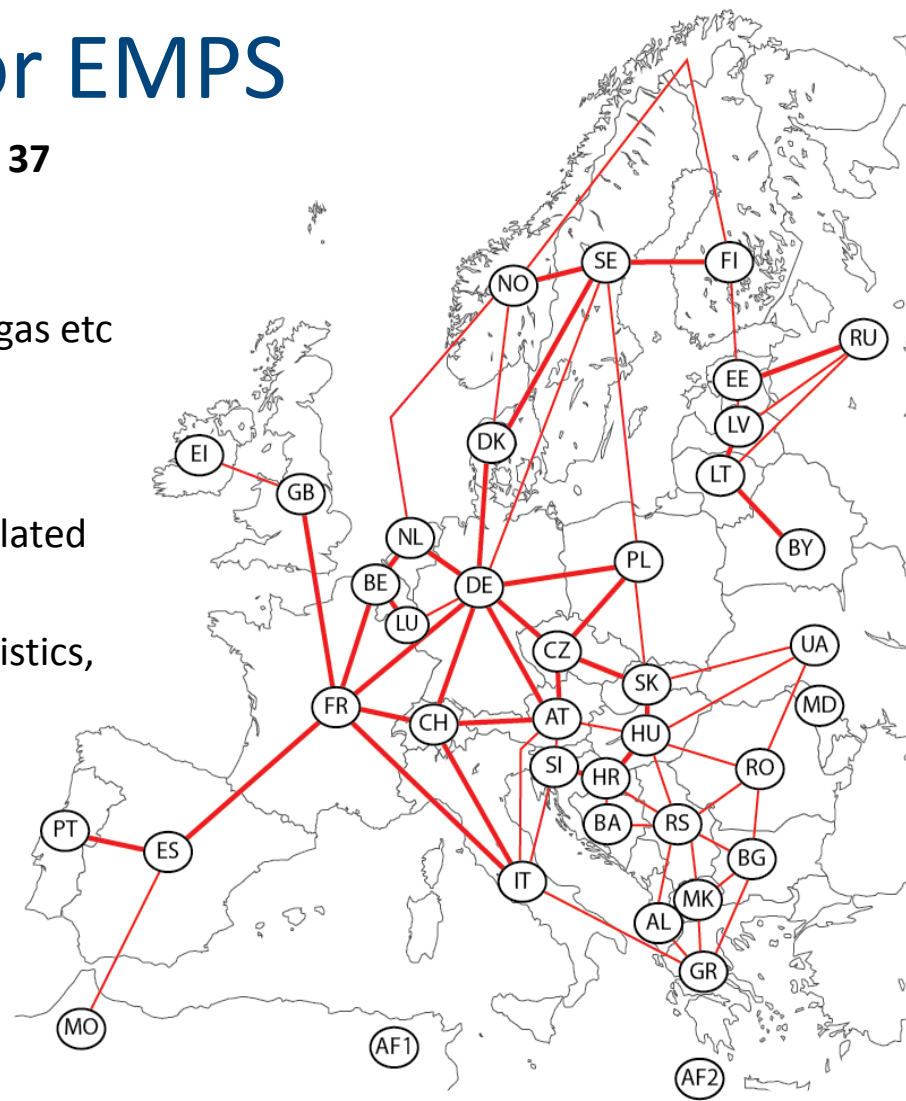 or EMPS
37
gas etc
lated
istics,
NO
SE
FI
RU
EE
LV
LT
BY
DK
EI
GB
NL
BE
DE
PL
LU
CZ
UA
SK
MD
FR
CH
AT
HU
SI
HR
RO
PT
ES
BA
RS
BG
IT
MK
AL
GR
MO
AF1
AF2